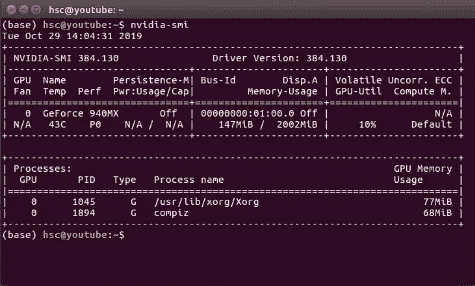 hsc@youtube: ~
(base) hsc@youtube:~$ nvidia-smi
Tue Oct 29 14:04:31 2019
+-----------------------------------------------------------------------------+
| NVIDIA-SMI 384.130                Driver Version: 384.130                   |
|-------------------------------+----------------------+----------------------+
| GPU  Name        Persistence-M| Bus-Id        Disp.A | Volatile Uncorr. ECC |
| Fan  Temp  Perf  Pwr:Usage/Cap|         Memory-Usage | GPU-Util  Compute M. |
|===============================+======================+======================|
|   0  GeForce 940MX       Off  | 00000000:01:00.0 Off |                  N/A |
| N/A   43C    P0    N/A /  N/A |    147MiB /  2002MiB |     10%      Default |
+-------------------------------+----------------------+----------------------+
+-----------------------------------------------------------------------------+
| Processes:                                                       GPU Memory |
|  GPU       PID   Type   Process name                             Usage      |
|=============================================================================|
|    0      1045      G   /usr/lib/xorg/Xorg                            77MiB |
|    0      1894      G   compiz                                        68MiB |
+-----------------------------------------------------------------------------+
(base) hsc@youtube:~$